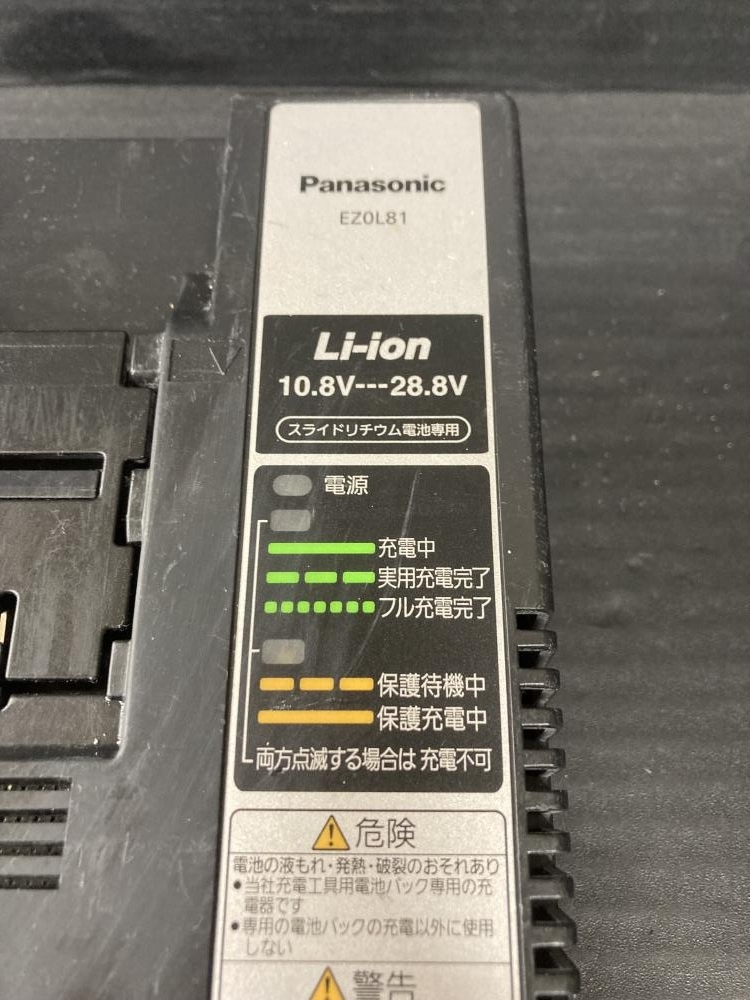 Panasonic
EZ0L81
Li-ion
10.8V---28.8V
スライドリチウム電池専用
電源
充電中
実用充電完了
フル充電完了
保護待機中
保護充電中
両方点滅する場合は充電不可
危険
電池の液もれ・発熱・破裂のおそれあり
●当社充電工具用電池パック専用の充
電器です
●専用の電池パックの充電以外に使用
しない
警告